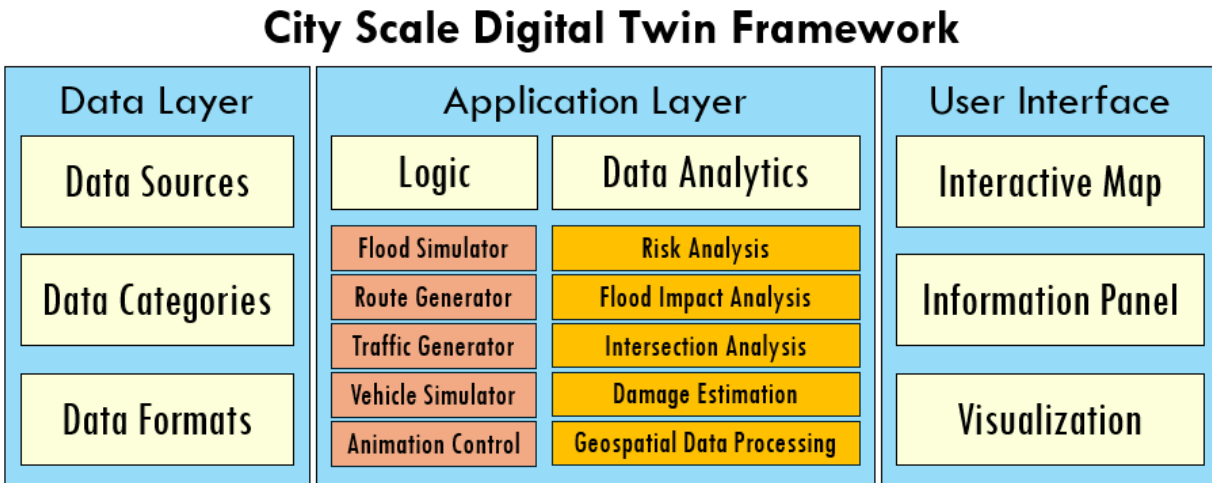 City Scale Digital Twin Framework
Data Layer
Data Sources
Data Categories
Data Formats
Application Layer
Logic
Flood Simulator
Route Generator
Traffic Generator
Vehicle Simulator
Animation Control
Data Analytics
Risk Analysis
Flood Impact Analysis
Intersection Analysis
Damage Estimation
Geospatial Data Processing
User Interface
Interactive Map
Information Panel
Visualization